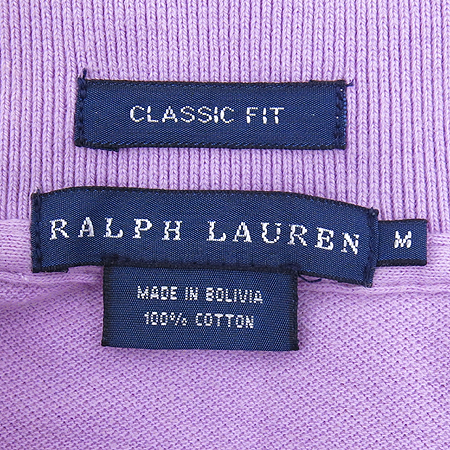 CLASSIC FIT
RALPH LAUREN M
MADE IN BOLIVIA
100% COTTON